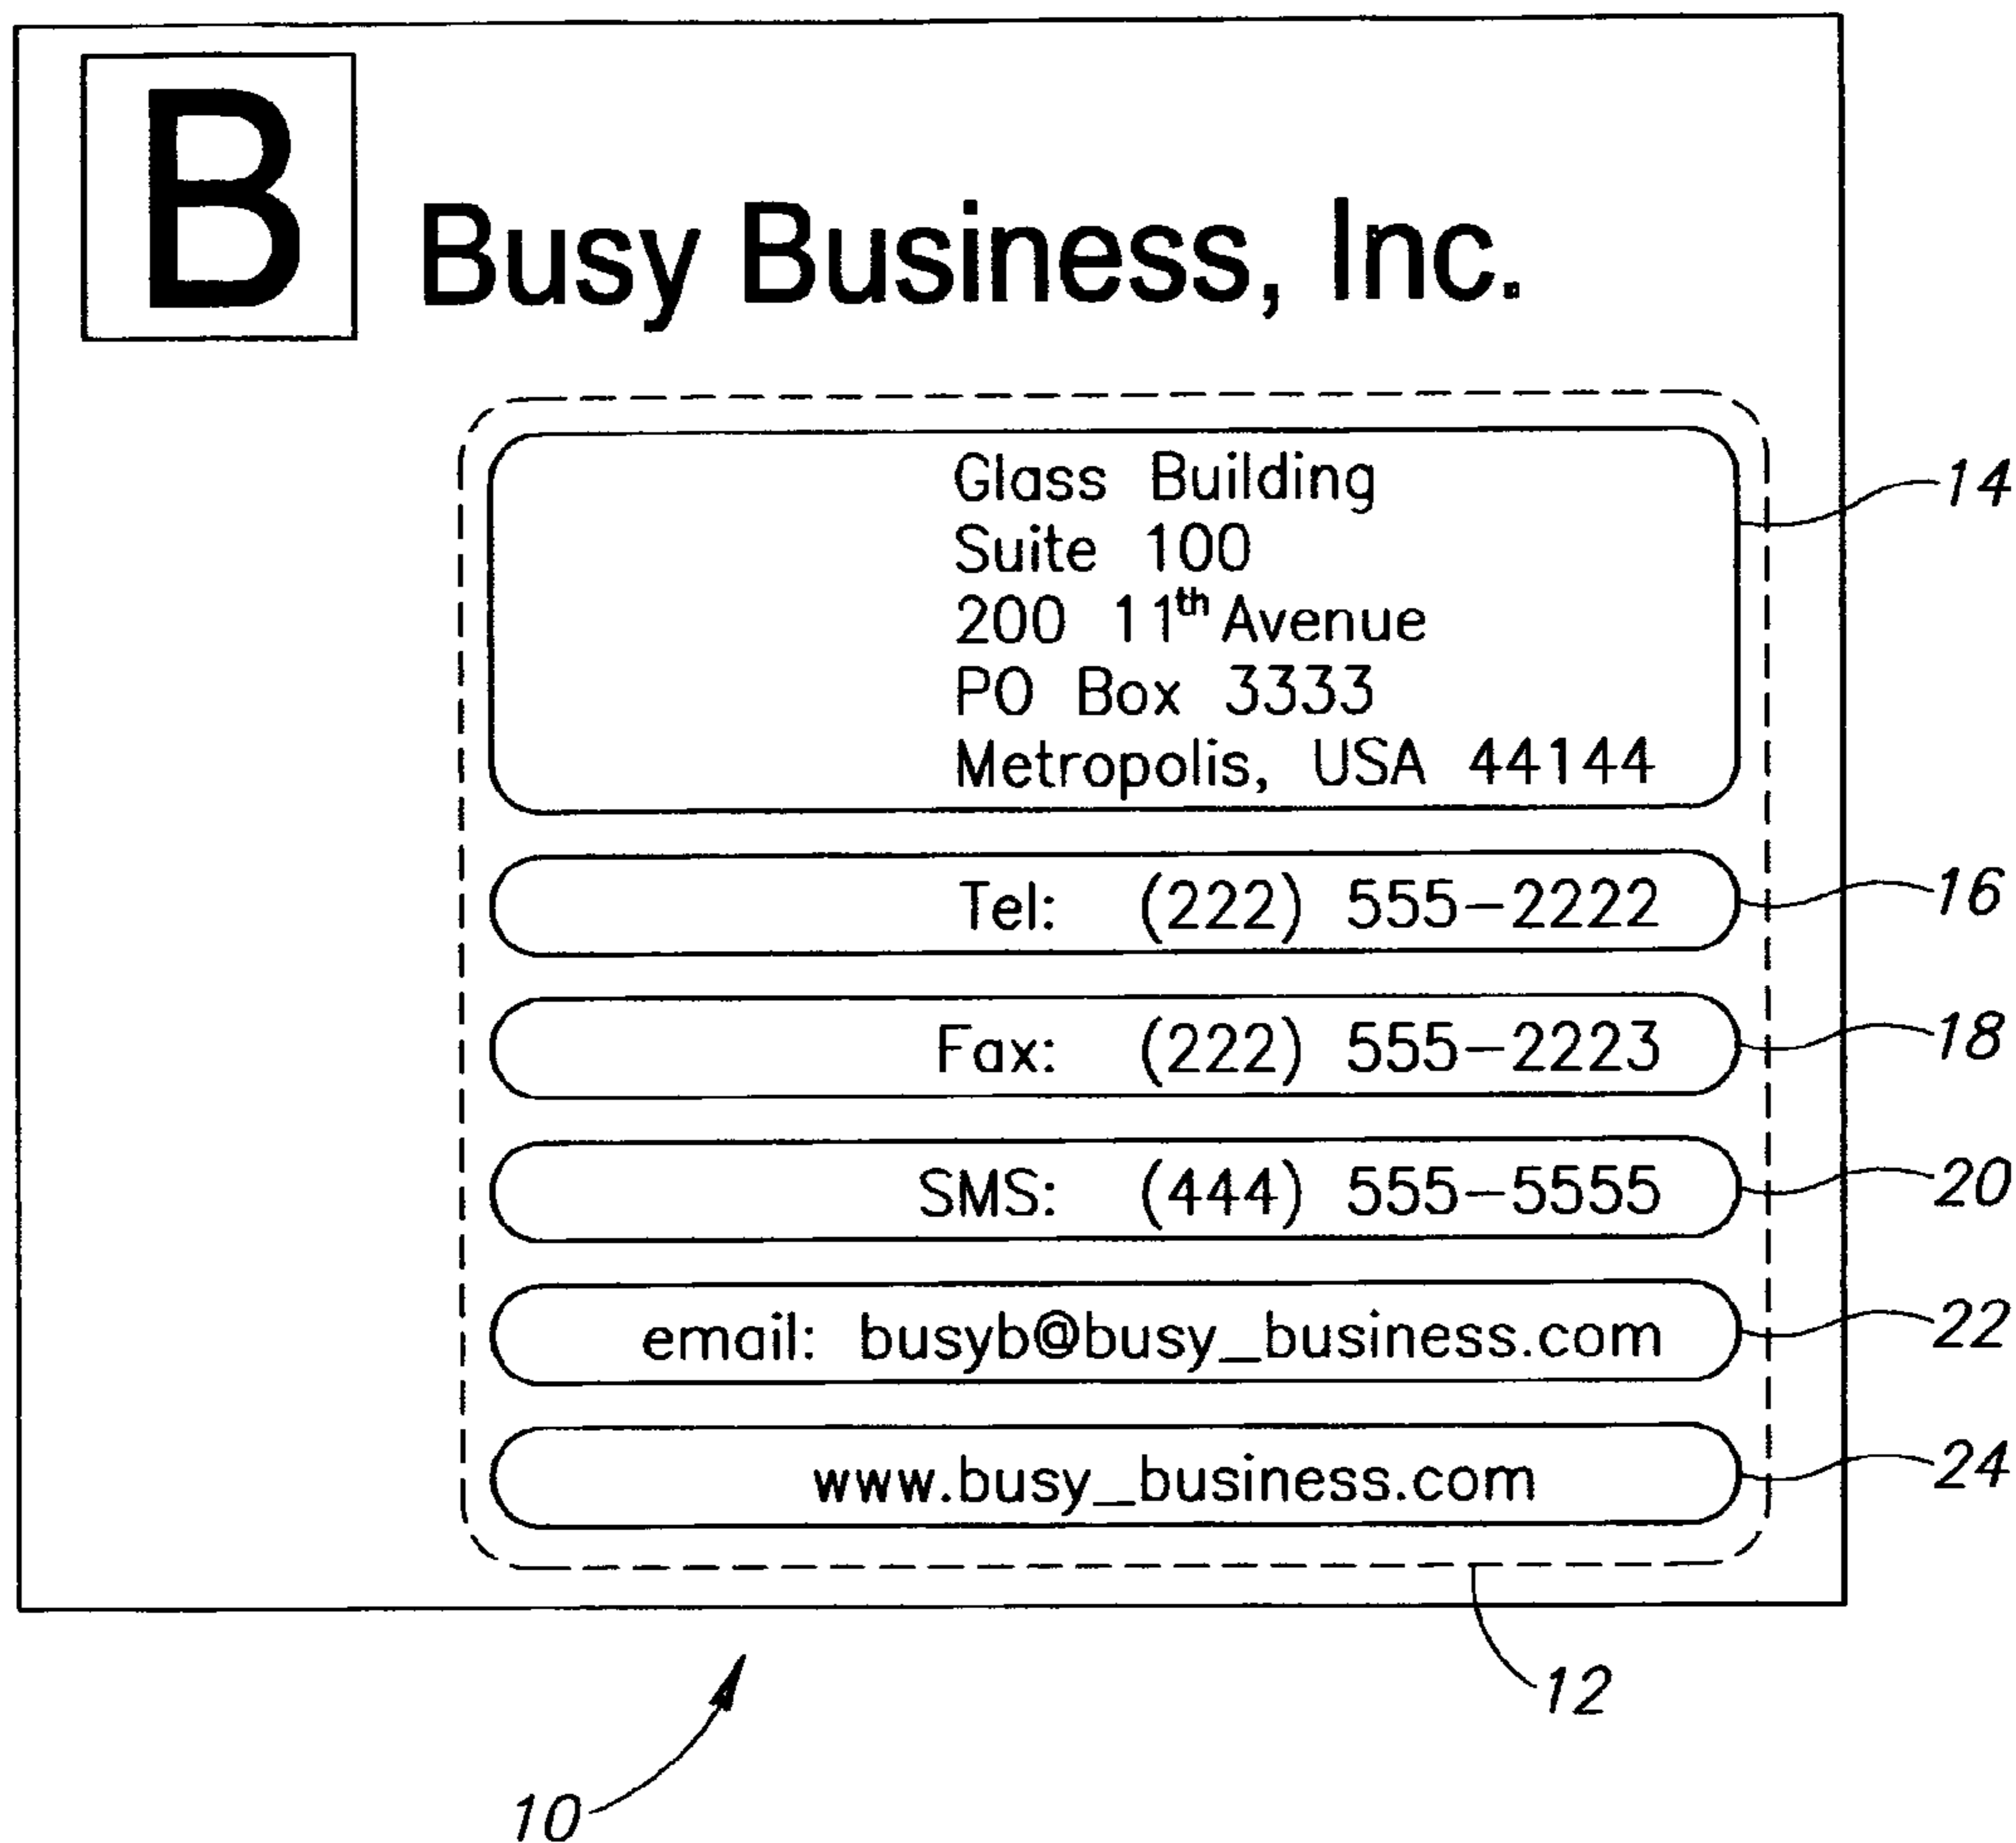 B
Busy Business, Inc.
Glass Building
Suite 100
200 11th Avenue
PO Box 3333
Metropolis, USA 44144
14
Tel: (222) 555-2222
16
Fax: (222) 555-2223
18
SMS: (444) 555-5555
20
email: busyb@busy_business.com
22
www.busy_business.com
24
12
10